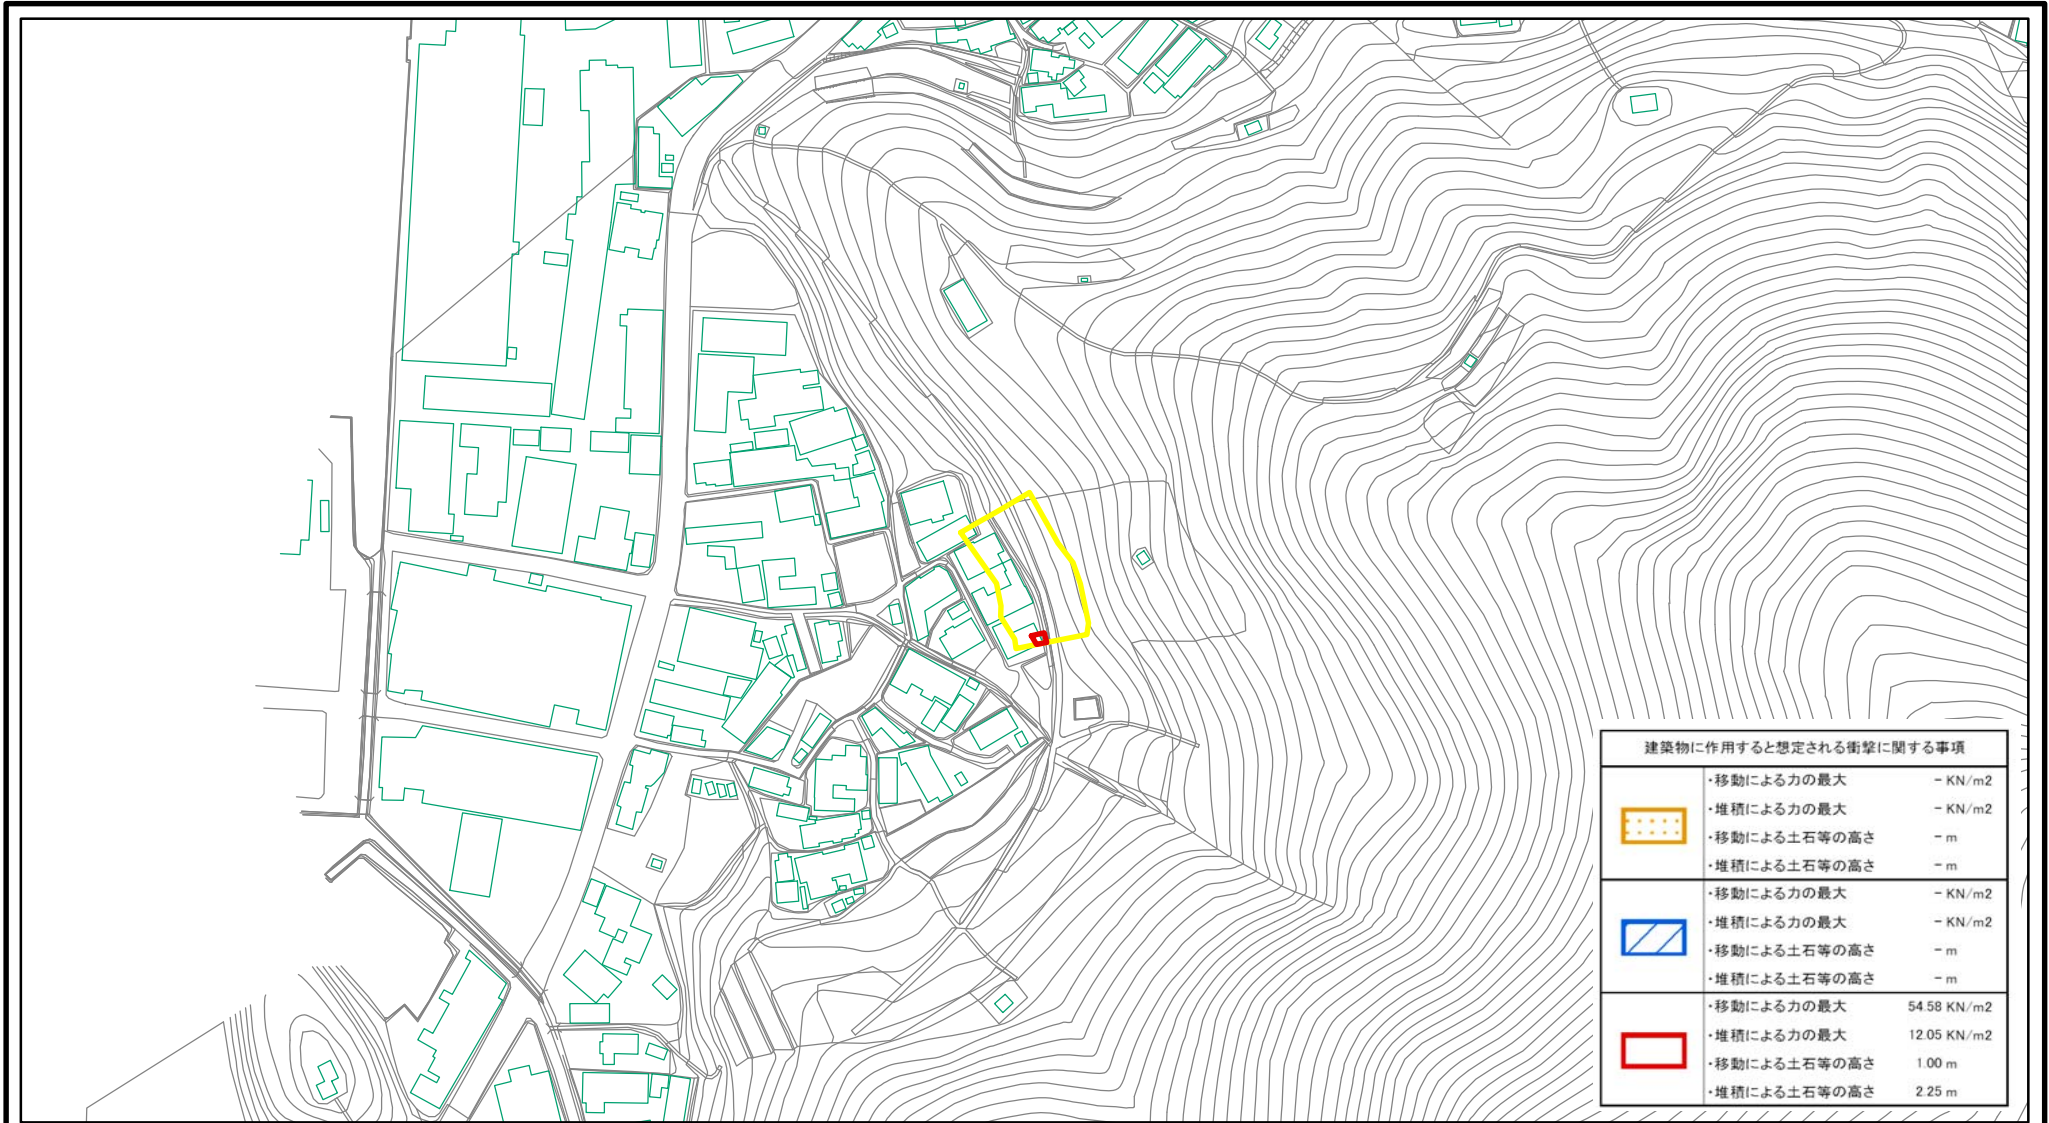 建築物に作用すると想定される衝撃に関する事項
・移動による力の最大 － KN/m2
・堆積による力の最大 － KN/m2
・移動による土石等の高さ － m
・堆積による土石等の高さ － m
・移動による力の最大 － KN/m2
・堆積による力の最大 － KN/m2
・移動による土石等の高さ － m
・堆積による土石等の高さ － m
・移動による力の最大 54.58 KN/m2
・堆積による力の最大 12.05 KN/m2
・移動による土石等の高さ 1.00 m
・堆積による土石等の高さ 2.25 m